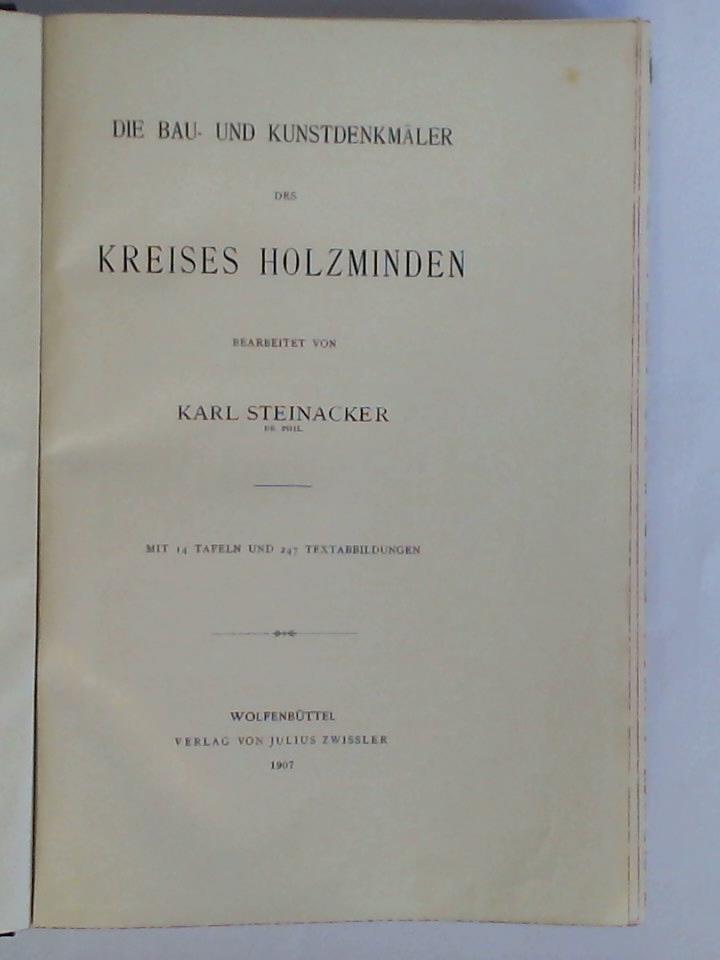 DIE BAU- UND KUNSTDENKMÄLER
DES
KREISES HOLZMINDEN
BEARBEITET VON
KARL STEINACKER
DR. PHIL.
MIT 14 TAFELN UND 247 TEXTABBILDUNGEN
WOLFENBÜTTEL
VERLAG VON JULIUS ZWISSLER
1907